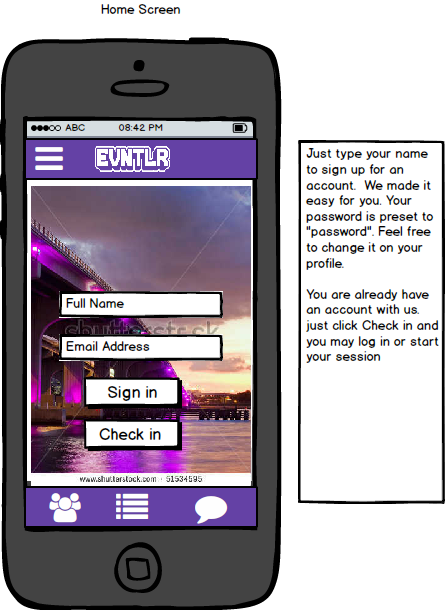 Home Screen
ABC 08:42 PM
EVNTLR
Full Name
shutterstock
Email Address
Sign in
Check in
www.shutterstock.com · 51534595
Just type your name
to sign up for an
account. We made it
easy for you. Your
password is preset to
"password". Feel free
to change it on your
profile.
You are already have
an account with us.
just click Check in and
you may log in or start
your session